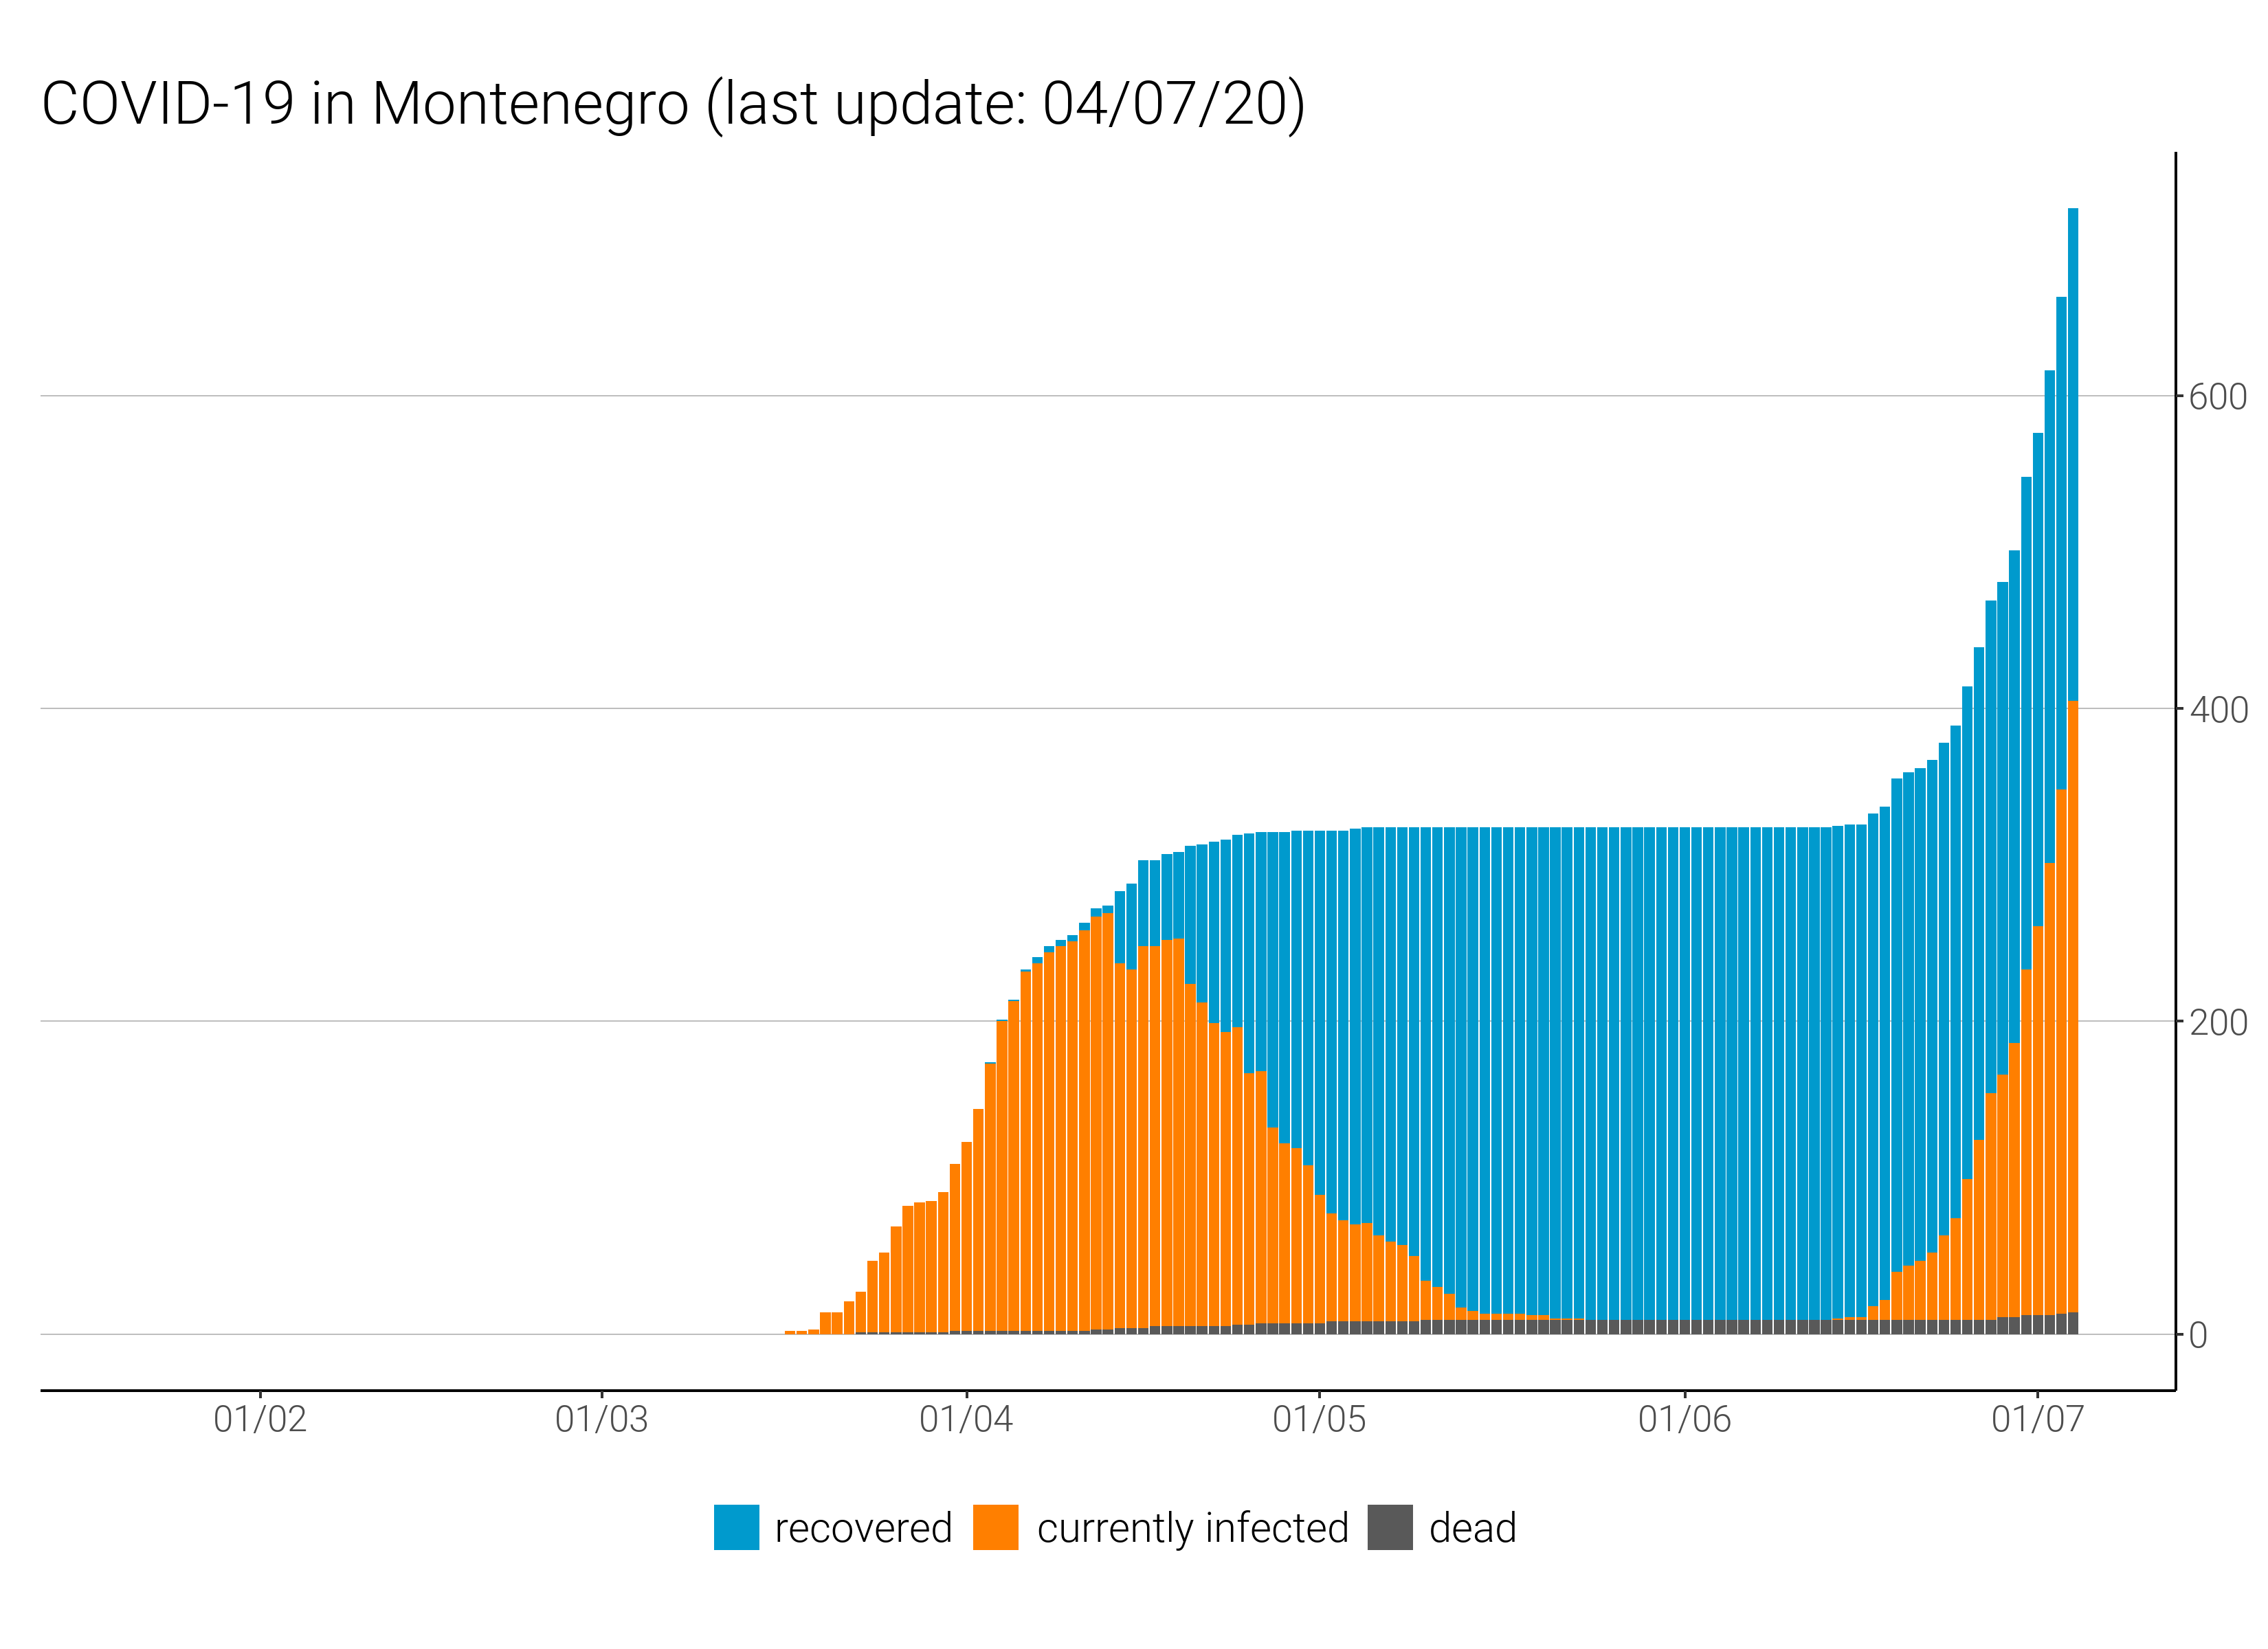 COVID-19 in Montenegro (last update: 04/07/20)
600
400
200
0
01/02 01/03 01/04 01/05 01/06 01/07
recovered currently infected dead